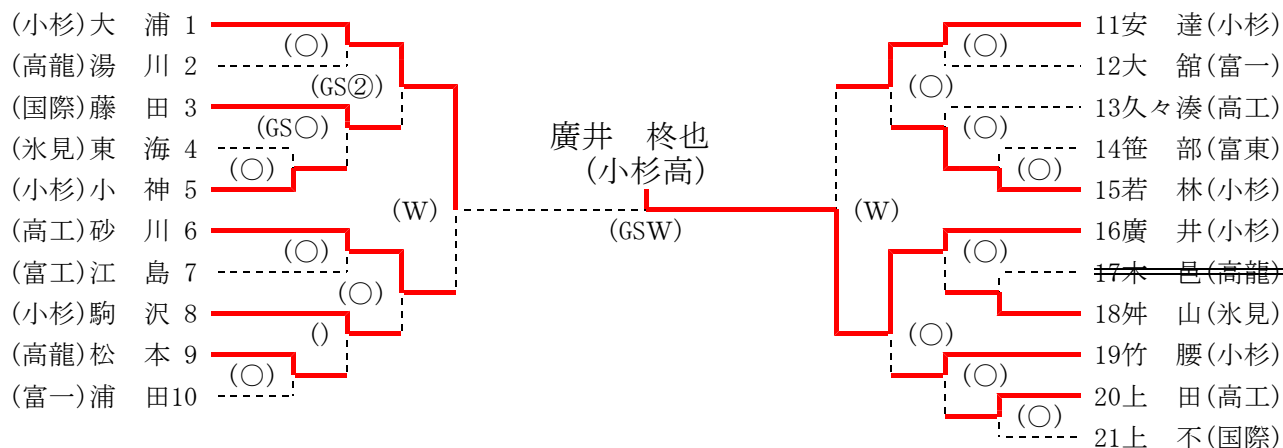 (小杉)大　浦 1
(高龍)湯　川 2
(国際)藤　田 3
(氷見)東　海 4
(小杉)小　神 5
(高工)砂　川 6
(富工)江　島 7
(小杉)駒　沢 8
(高龍)松　本 9
(富一)浦　田10
(〇)
(GS②)
(GS〇)
(〇)
(W)
(〇)
(〇)
()
(〇)
廣井　柊也
(小杉高)
(GSW)
11安　達(小杉)
12大　舘(富一)
13久々湊(高工)
14笹　部(富東)
15若　林(小杉)
16廣　井(小杉)
17木　邑(高龍)
18舛　山(氷見)
19竹　腰(小杉)
20上　田(高工)
21上　不(国際)
(〇)
(〇)
(〇)
(〇)
(W)
(〇)
(〇)
(〇)
(〇)